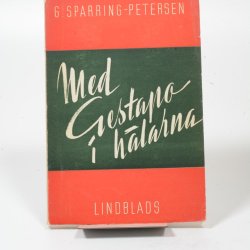 G SPARRING-PETERSEN
Med
Gestapo
i hälarna
LINDBLADS